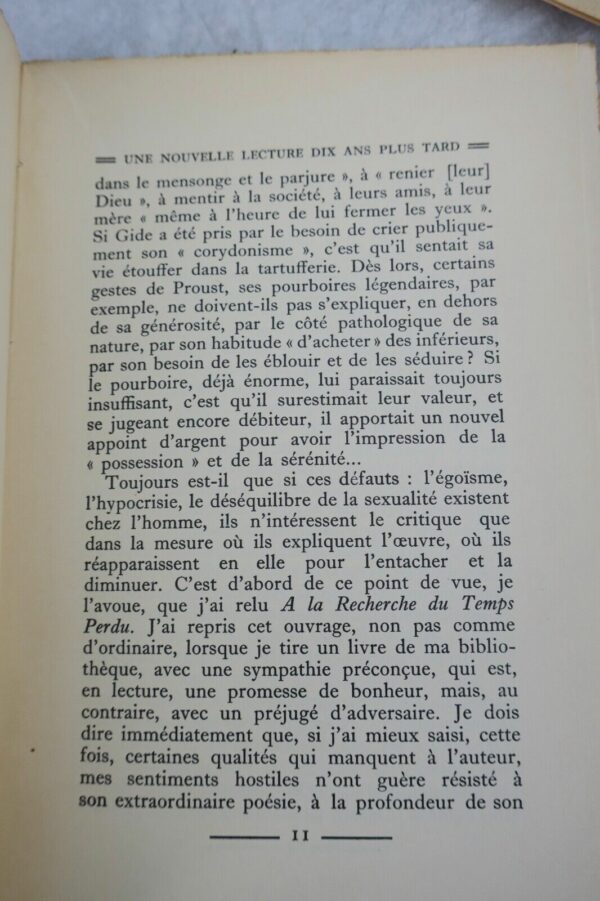 UNE NOUVELLE LECTURE DIX ANS PLUS TARD
dans le mensonge et le parjure », à « renier [leur]
Dieu », à mentir à la société, à leurs amis, à leur
mère « même à l'heure de lui fermer les yeux ».
Si Gide a été pris par le besoin de crier publique-
ment son « corydonisme », c'est qu'il sentait sa
vie étouffer dans la tartufferie. Dès lors, certains
gestes de Proust, ses pourboires légendaires, par
exemple, ne doivent-ils pas s'expliquer, en dehors
de sa générosité, par le côté pathologique de sa
nature, par son habitude « d'acheter » des inférieurs,
par son besoin de les éblouir et de les séduire ? Si
le pourboire, déjà énorme, lui paraissait toujours
insuffisant, c'est qu'il surestimait leur valeur, et
se jugeant encore débiteur, il apportait un nouvel
appoint d'argent pour avoir l'impression de la
« possession » et de la sérénité...
Toujours est-il que si ces défauts : l'égoïsme,
l'hypocrisie, le déséquilibre de la sexualité existent
chez l'homme, ils n'intéressent le critique que
dans la mesure où ils expliquent l'œuvre, où ils
réapparaissent en elle pour l'entacher et la
diminuer. C'est d'abord de ce point de vue, je
l'avoue, que j'ai relu A la Recherche du Temps
Perdu. J'ai repris cet ouvrage, non pas comme
d'ordinaire, lorsque je tire un livre de ma biblio-
thèque, avec une sympathie préconçue, qui est,
en lecture, une promesse de bonheur, mais, au
contraire, avec un préjugé d'adversaire. Je dois
dire immédiatement que, si j'ai mieux saisi, cette
fois, certaines qualités qui manquent à l'auteur,
mes sentiments hostiles n'ont guère résisté à
son extraordinaire poésie, à la profondeur de son
11